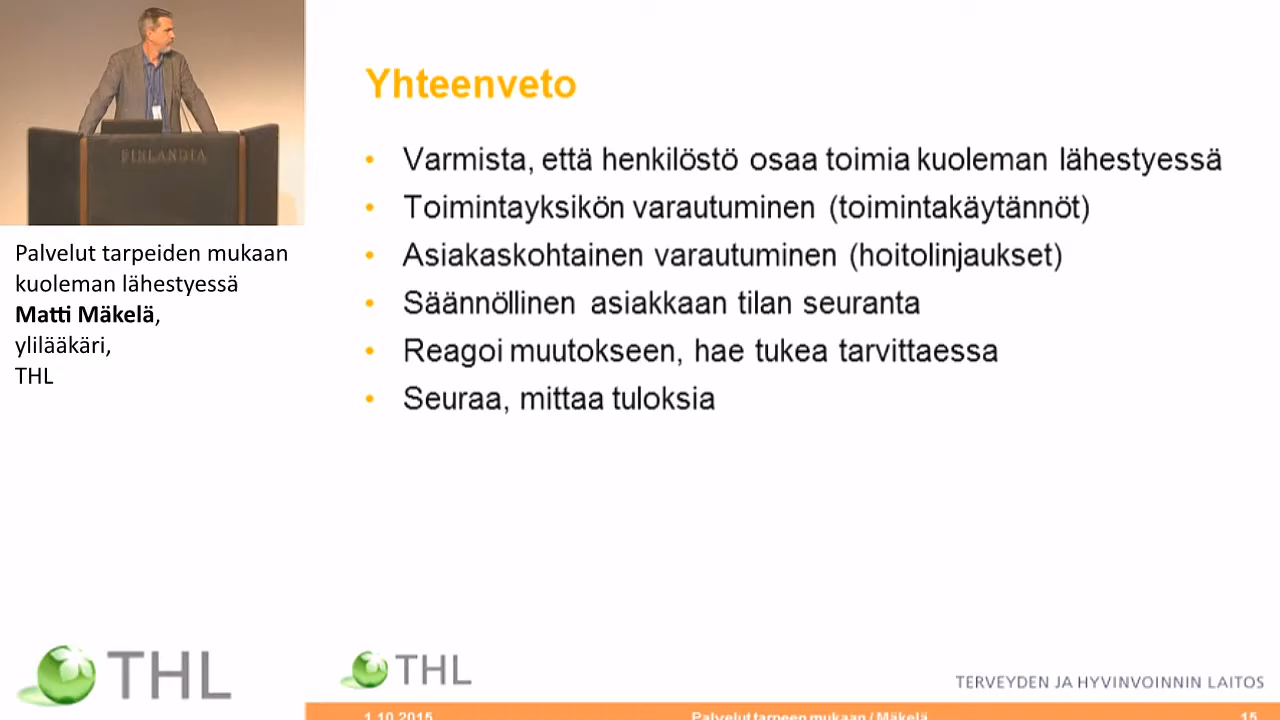 FINLANDIA
Palvelut tarpeiden mukaan
kuoleman lähestyessä
Matti Mäkelä,
ylilääkäri,
THL
THL
Yhteenveto
• Varmista, että henkilöstö osaa toimia kuoleman lähestyessä
• Toimintayksikön varautuminen (toimintakäytännöt)
• Asiakaskohtainen varautuminen (hoitolinjaukset)
• Säännöllinen asiakkaan tilan seuranta
• Reagoi muutokseen, hae tukea tarvittaessa
• Seuraa, mittaa tuloksia
THL
TERVEYDEN JA HYVINVOINNIN LAITOS
1.10.2015 Palvelut tarpeen mukaan / Mäkelä 15